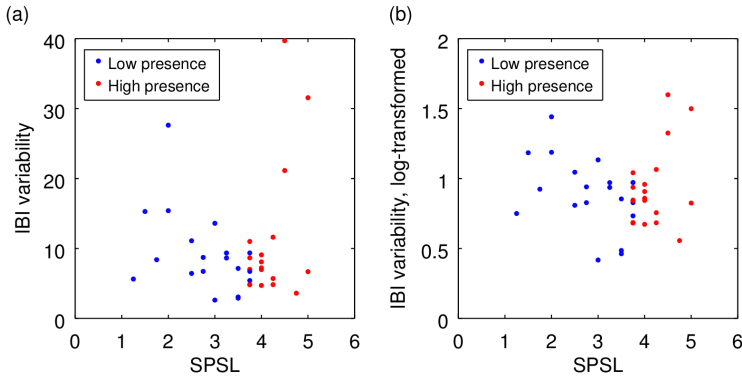 (a)
IBI variability
40
30
20
10
0
Low presence
High presence
0 1 2 3 4 5 6
SPSL
(b)
IBI variability, log-transformed
2
1.5
1
0.5
0
Low presence
High presence
0 1 2 3 4 5 6
SPSL